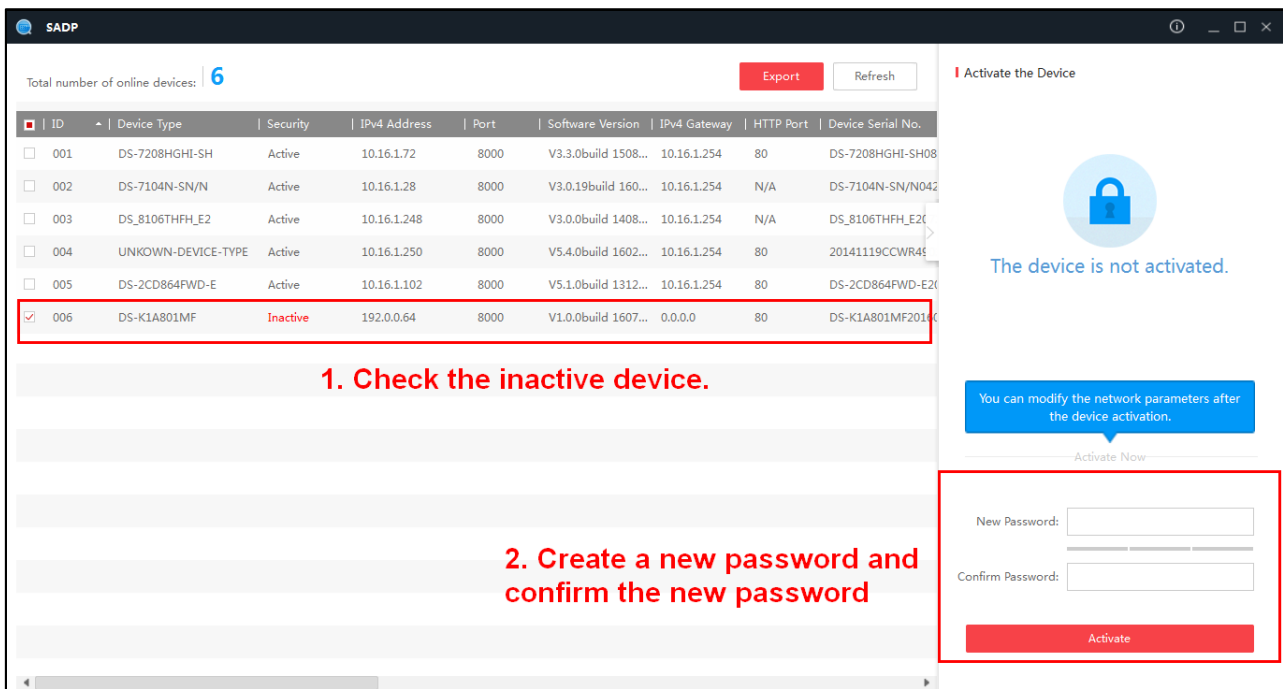 SADP
Total number of online devices: 6 Export Refresh
ID Device Type Security IPv4 Address Port Software Version IPv4 Gateway HTTP Port Device Serial No.
001 DS-7208HGHI-SH Active 10.16.1.72 8000 V3.3.0build 1508... 10.16.1.254 80 DS-7208HGHI-SH08
002 DS-7104N-SN/N Active 10.16.1.28 8000 V3.0.19build 160... 10.16.1.254 N/A DS-7104N-SN/N042
003 DS_8106THFH_E2 Active 10.16.1.248 8000 V3.0.0build 1408... 10.16.1.254 N/A DS_8106THFH_E20
004 UNKOWN-DEVICE-TYPE Active 10.16.1.250 8000 V5.4.0build 1602... 10.16.1.254 80 20141119CCWR49
005 DS-2CD864FWD-E Active 10.16.1.102 8000 V5.1.0build 1312... 10.16.1.254 80 DS-2CD864FWD-E20
006 DS-K1A801MF Inactive 192.0.0.64 8000 V1.0.0build 1607... 0.0.0.0 80 DS-K1A801MF20160
1. Check the inactive device.
2. Create a new password and
confirm the new password
Activate the Device
The device is not activated.
You can modify the network parameters after
the device activation.
Activate Now
New Password:
Confirm Password:
Activate